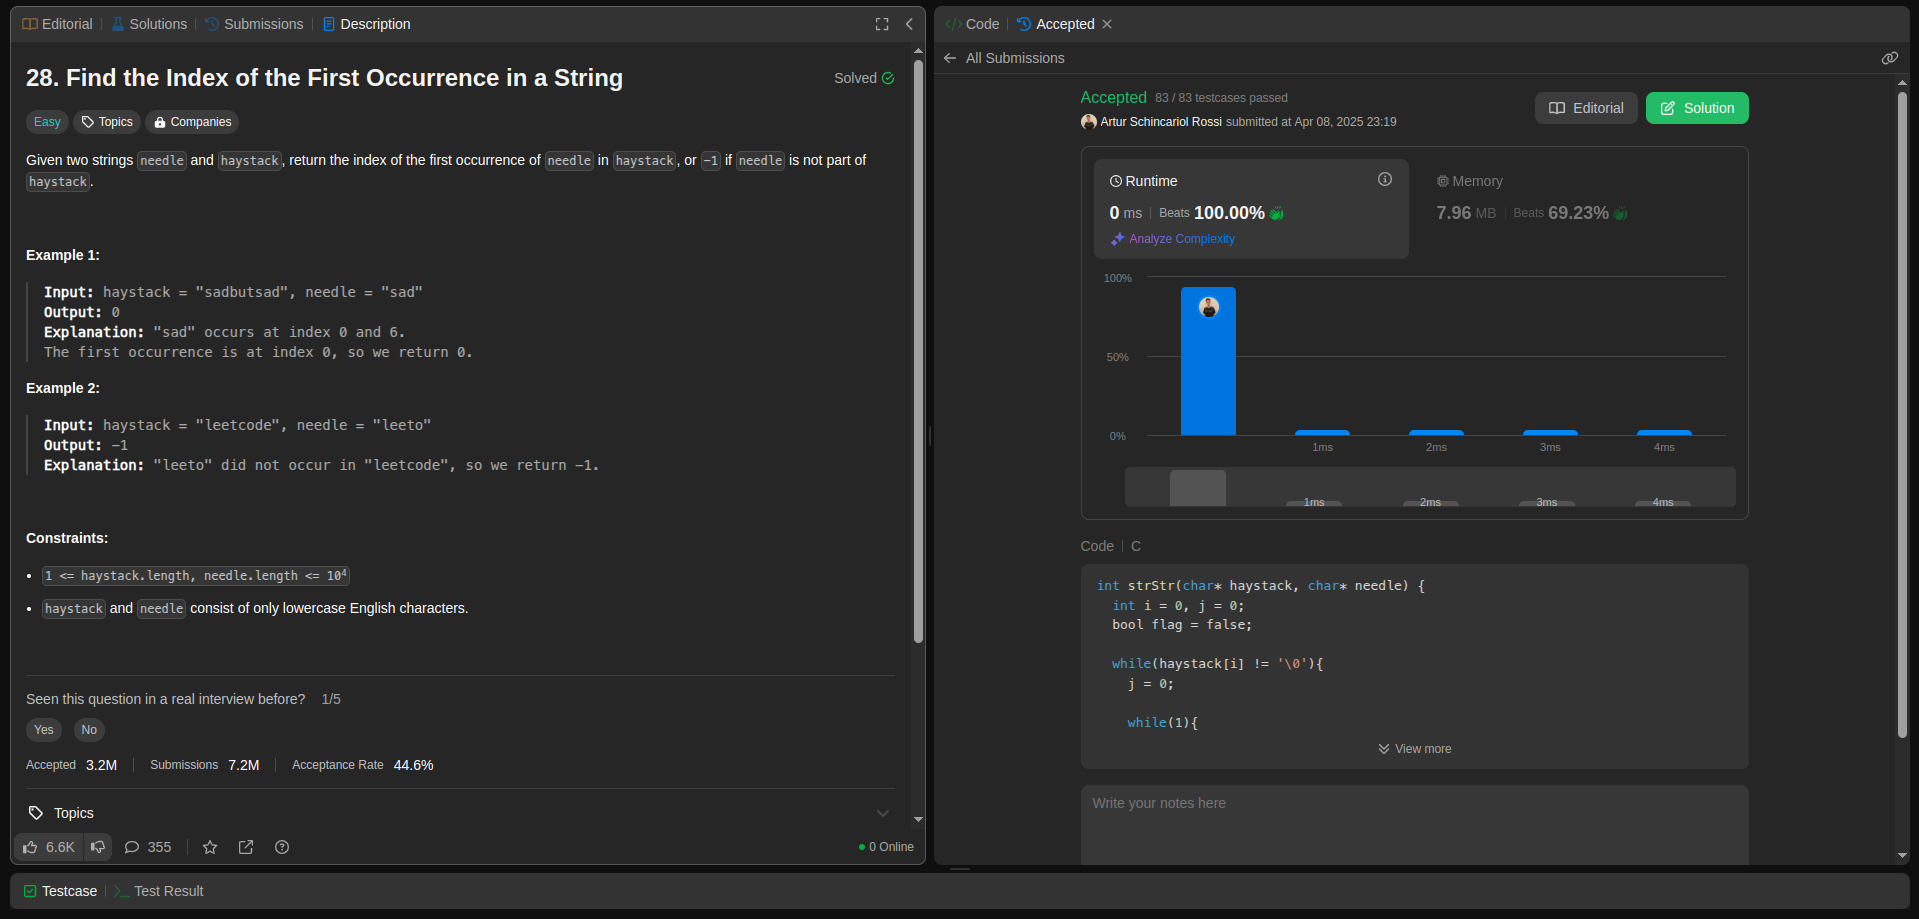 Editorial Solutions Submissions Description
28. Find the Index of the First Occurrence in a String
Solved
Easy Topics Companies
Given two strings needle and haystack, return the index of the first occurrence of needle in haystack, or -1 if needle is not part of
haystack.
Example 1:
Input: haystack = "sadbutsad", needle = "sad"
Output: 0
Explanation: "sad" occurs at index 0 and 6.
The first occurrence is at index 0, so we return 0.
Example 2:
Input: haystack = "leetcode", needle = "leeto"
Output: -1
Explanation: "leeto" did not occur in "leetcode", so we return -1.
Constraints:
• 1 <= haystack.length, needle.length <= 10⁴
• haystack and needle consist of only lowercase English characters.
Seen this question in a real interview before? 1/5
Yes No
Accepted 3.2M Submissions 7.2M Acceptance Rate 44.6%
Topics
6.6K 355
0 Online
Code Accepted
All Submissions
Accepted 83 / 83 testcases passed
Artur Schincariol Rossi submitted at Apr 08, 2025 23:19
Editorial Solution
Runtime
0 ms Beats 100.00%
Analyze Complexity
Memory
7.96 MB Beats 69.23%
100%
50%
0%
1ms 2ms 3ms 4ms
1ms 2ms 3ms 4ms
Code C
int strStr(char* haystack, char* needle) {
int i = 0, j = 0;
bool flag = false;
while(haystack[i] != '\0'){
j = 0;
while(1){
View more
Write your notes here
Testcase >_ Test Result